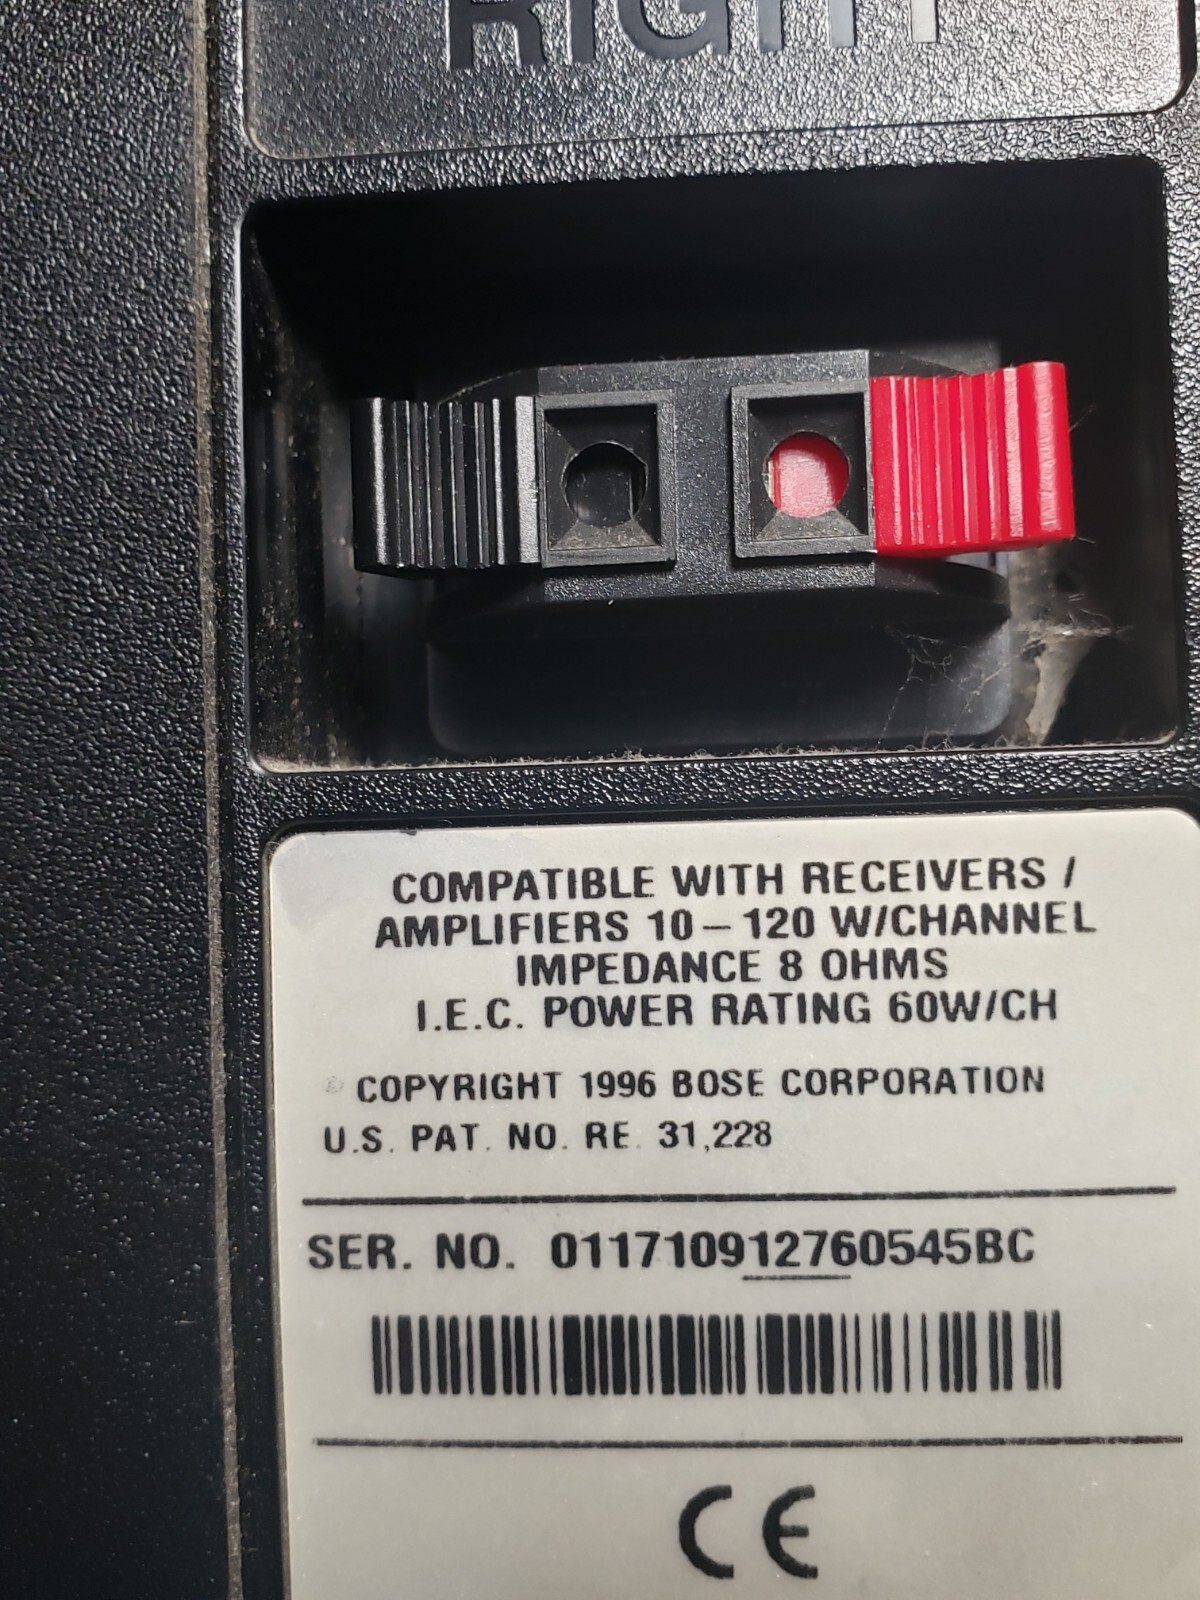 RIGHT
COMPATIBLE WITH RECEIVERS /
AMPLIFIERS 10–120 W/CHANNEL
IMPEDANCE 8 OHMS
I.E.C. POWER RATING 60W/CH
© COPYRIGHT 1996 BOSE CORPORATION
U.S. PAT. NO. RE. 31,228
SER. NO. 011710912760545BC
CE